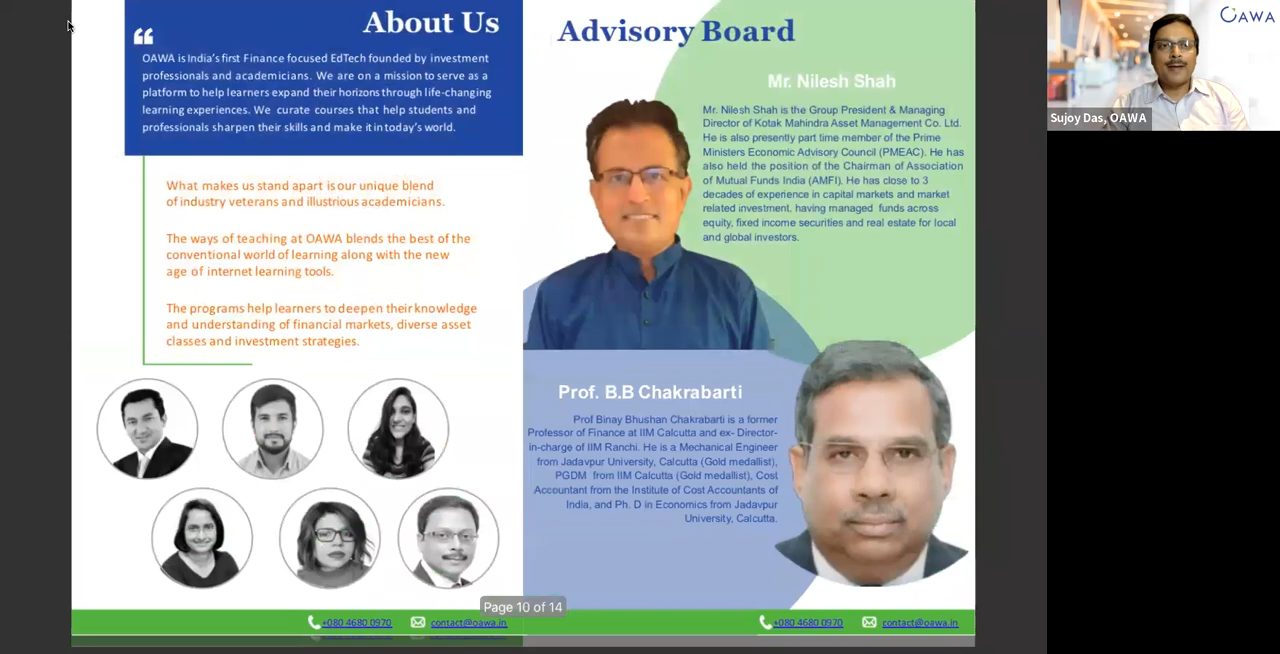 About Us
“
OAWA is India's first Finance focused EdTech founded by investment
professionals and academicians. We are on a mission to serve as a
platform to help learners expand their horizons through life-changing
learning experiences. We curate courses that help students and
professionals sharpen their skills and make it in today's world.
What makes us stand apart is our unique blend
of industry veterans and illustrious academicians.
The ways of teaching at OAWA blends the best of the
conventional world of learning along with the new
age of internet learning tools.
The programs help learners to deepen their knowledge
and understanding of financial markets, diverse asset
classes and investment strategies.
+080 4680 0970
contact@oawa.in
Page 10 of 14
Advisory Board
Mr. Nilesh Shah
Mr. Nilesh Shah is the Group President & Managing
Director of Kotak Mahindra Asset Management Co. Ltd.
He is also presently part time member of the Prime
Ministers Economic Advisory Council (PMEAC). He has
also held the position of the Chairman of Association
of Mutual Funds India (AMFI). He has close to 3
decades of experience in capital markets and market
related investment. having managed funds across
equity, fixed income securities and real estate for local
and global investors.
Prof. B.B Chakrabarti
Prof Binay Bhushan Chakrabarti is a former
Professor of Finance at IIM Calcutta and ex- Director-
in-charge of IIM Ranchi. He is a Mechanical Engineer
from Jadavpur University, Calcutta (Gold medallist),
PGDM from IIM Calcutta (Gold medallist), Cost
Accountant from the Institute of Cost Accountants of
India, and Ph. D in Economics from Jadavpur
University, Calcutta.
+080 4680 0970
contact@oawa.in
OAWA
Sujoy Das, OAWA